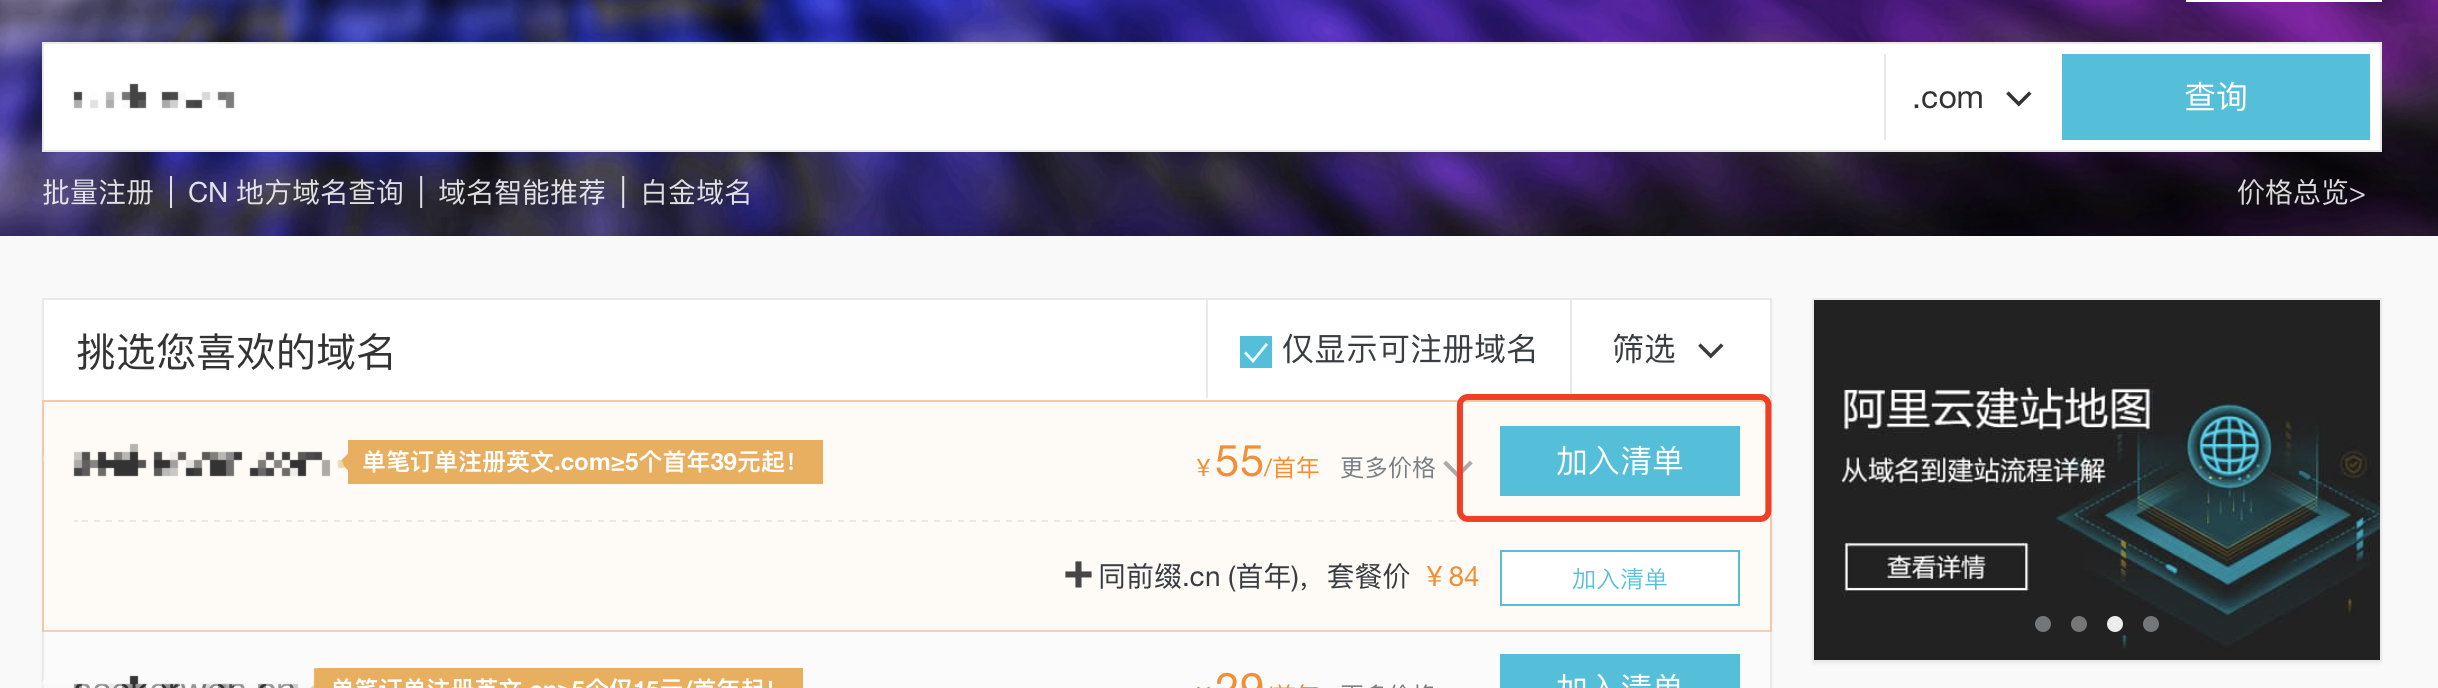 .com 查询
批量注册 | CN 地方域名查询 | 域名智能推荐 | 白金域名 价格总览>
挑选您喜欢的域名 仅显示可注册域名 筛选
单笔订单注册英文.com≥5个首年39元起！ ¥55/首年 更多价格 加入清单
+同前缀.cn (首年)，套餐价 ¥84 加入清单
单笔订单注册英文.cn≥5个仅15元/首年起！ ¥29/首年 更多价格 加入清单
阿里云建站地图
从域名到建站流程详解
查看详情